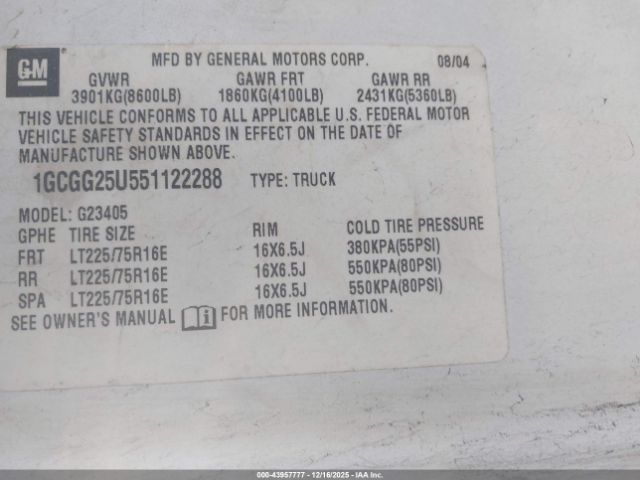 GM
MFD BY GENERAL MOTORS CORP. 08/04
GVWR GAWR FRT GAWR RR
3901KG(8600LB) 1860KG(4100LB) 2431KG(5360LB)
THIS VEHICLE CONFORMS TO ALL APPLICABLE U.S. FEDERAL MOTOR
VEHICLE SAFETY STANDARDS IN EFFECT ON THE DATE OF
MANUFACTURE SHOWN ABOVE.
1GCGG25U551122288 TYPE: TRUCK
MODEL: G23405
GPHE TIRE SIZE RIM COLD TIRE PRESSURE
FRT LT225/75R16E 16X6.5J 380KPA(55PSI)
RR LT225/75R16E 16X6.5J 550KPA(80PSI)
SPA LT225/75R16E 16X6.5J 550KPA(80PSI)
SEE OWNER'S MANUAL i FOR MORE INFORMATION.
000-43957777 - 12/16/2025 - IAA Inc.